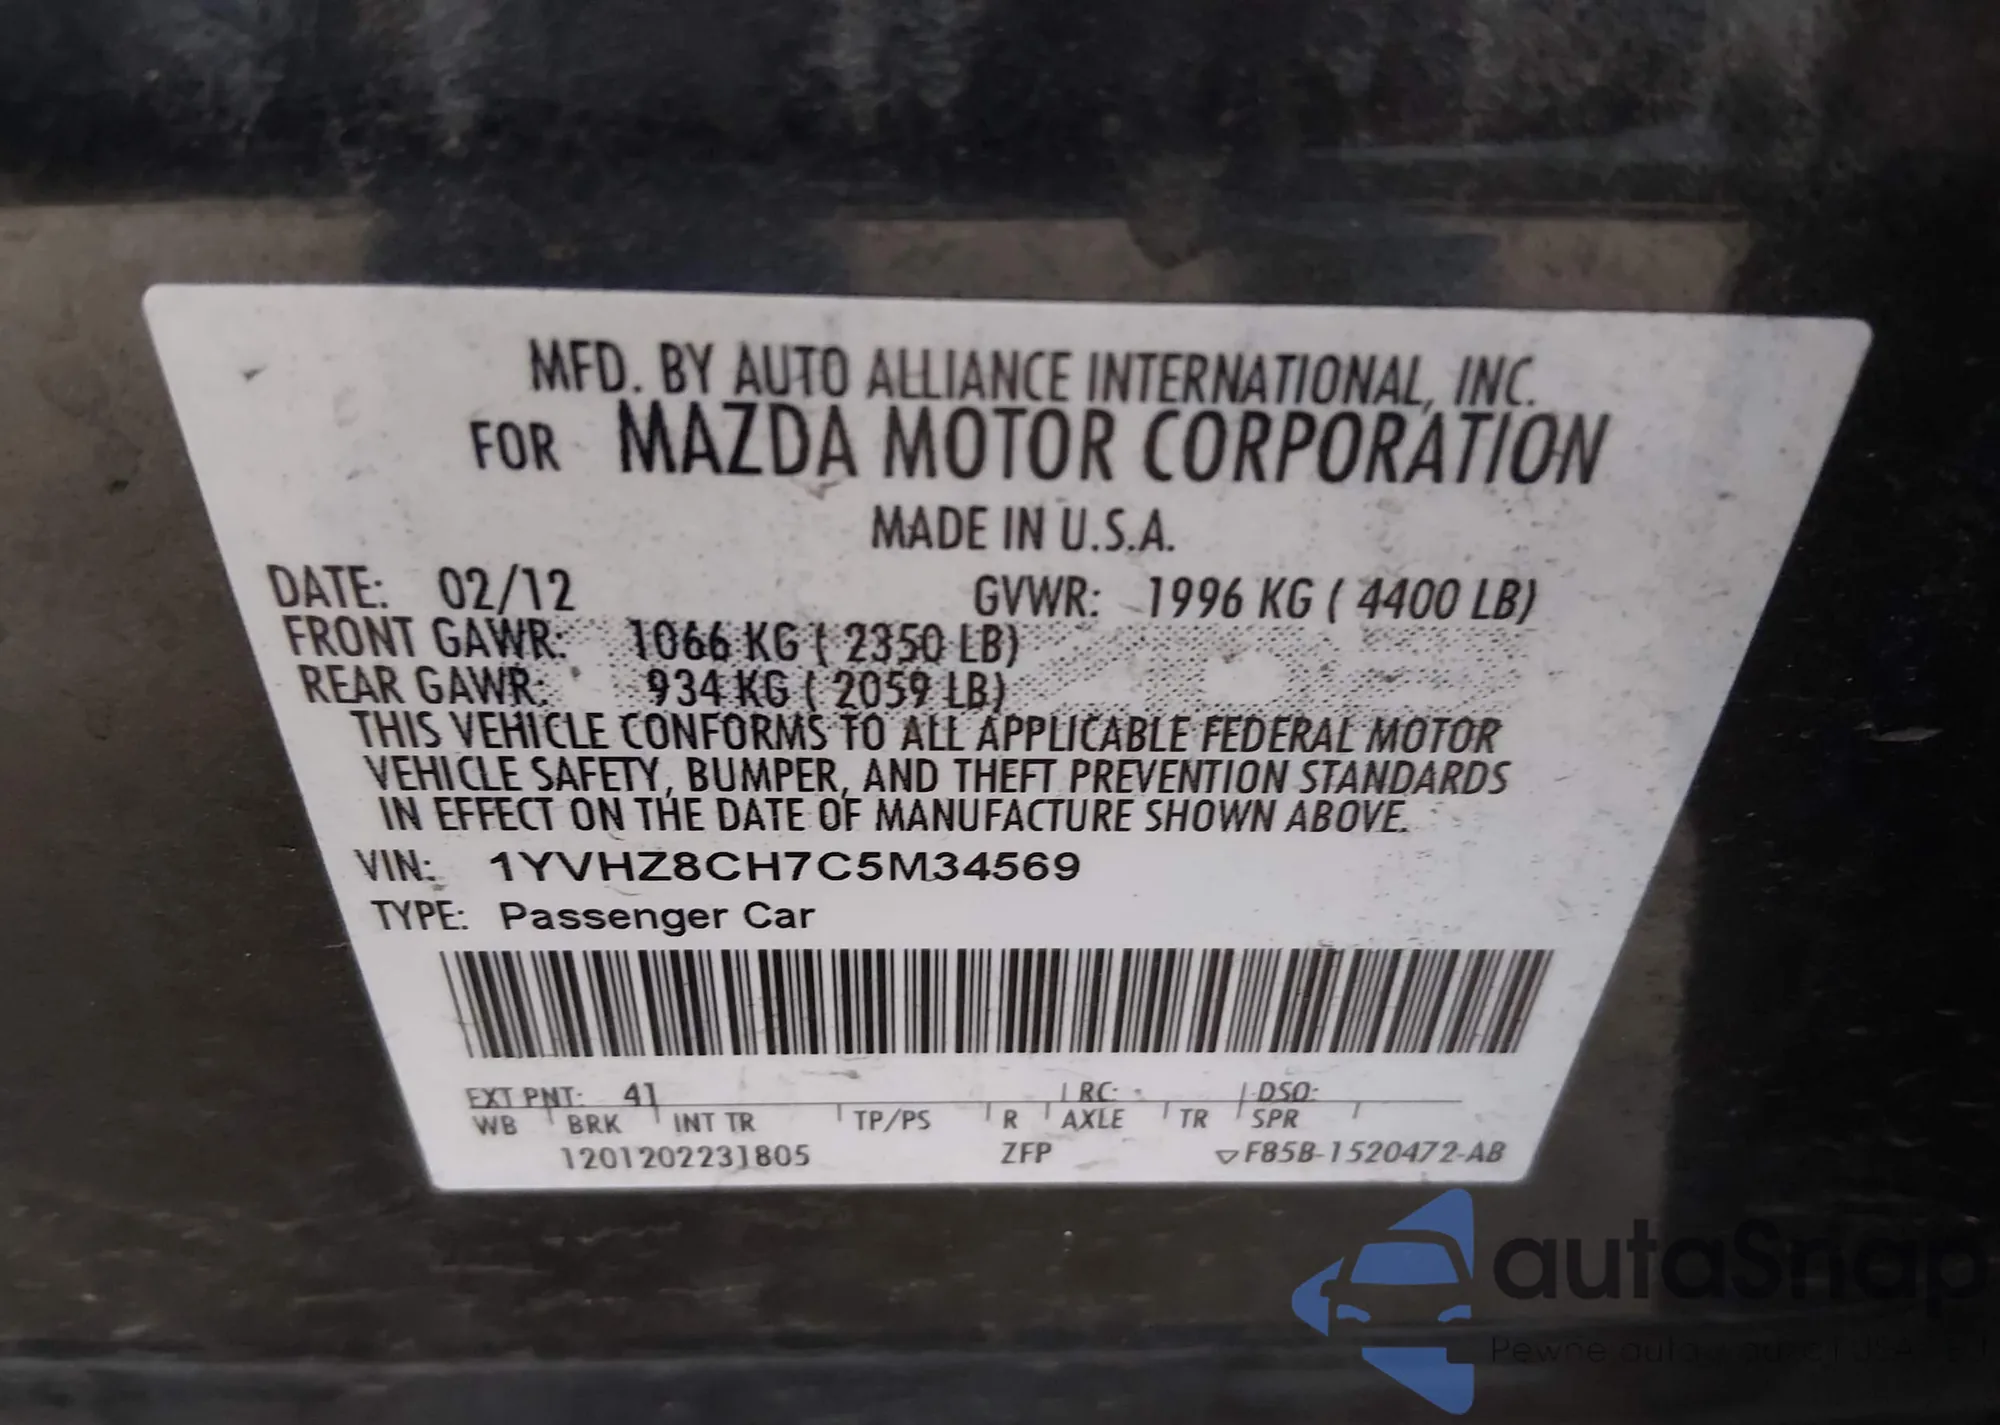 MFD. BY AUTO ALLIANCE INTERNATIONAL, INC.
FOR MAZDA MOTOR CORPORATION
MADE IN U.S.A.
DATE: 02/12 GVWR: 1996 KG ( 4400 LB)
FRONT GAWR: 1066 KG ( 2350 LB)
REAR GAWR: 934 KG ( 2059 LB)
THIS VEHICLE CONFORMS TO ALL APPLICABLE FEDERAL MOTOR
VEHICLE SAFETY, BUMPER, AND THEFT PREVENTION STANDARDS
IN EFFECT ON THE DATE OF MANUFACTURE SHOWN ABOVE.
VIN: 1YVHZ8CH7C5M34569
TYPE: Passenger Car
EXT PNT: 41 RC: DSO:
WB BRK INT TR TP/PS R AXLE TR SPR
1201202231805 ZFP ▽F85B-1520472-AB
autaSnap
Pewne auta z